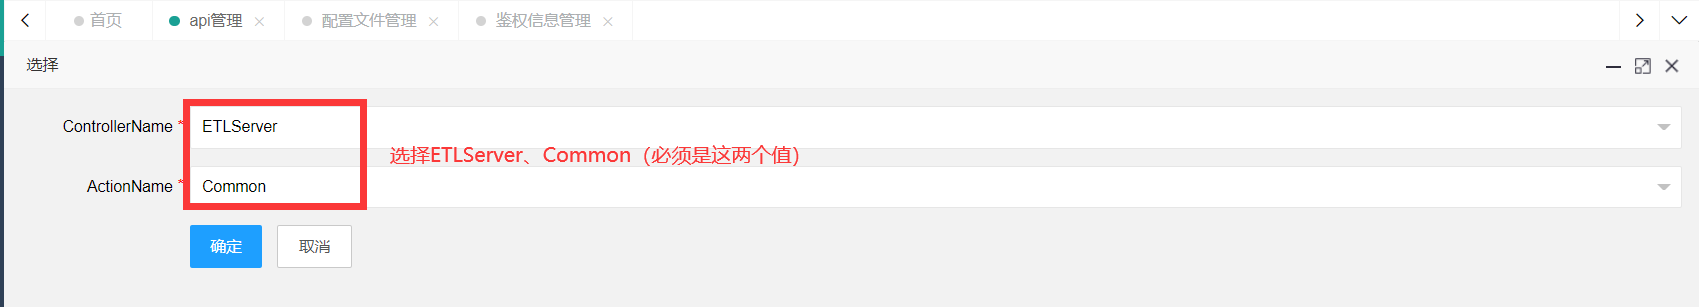 首页 api管理 配置文件管理 鉴权信息管理
选择
ControllerName * ETLServer
选择ETLServer、Common（必须是这两个值）
ActionName * Common
确定 取消